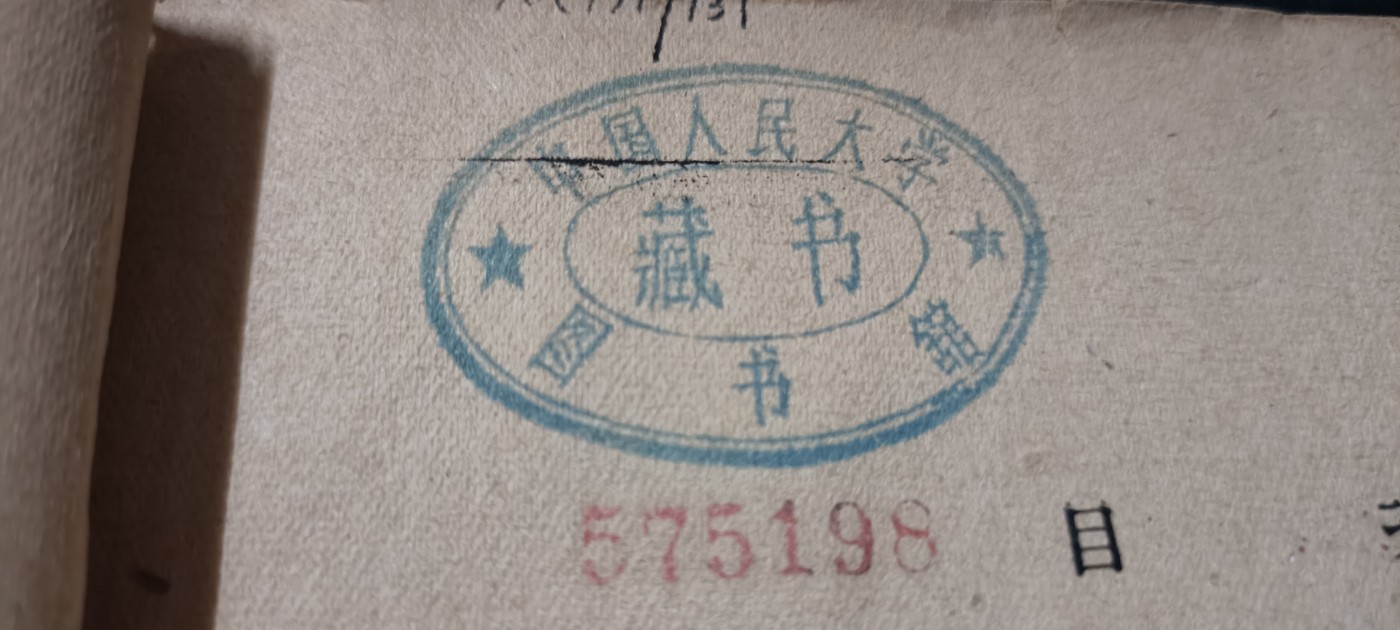 中国人民大学
藏书
图书馆
575198
目